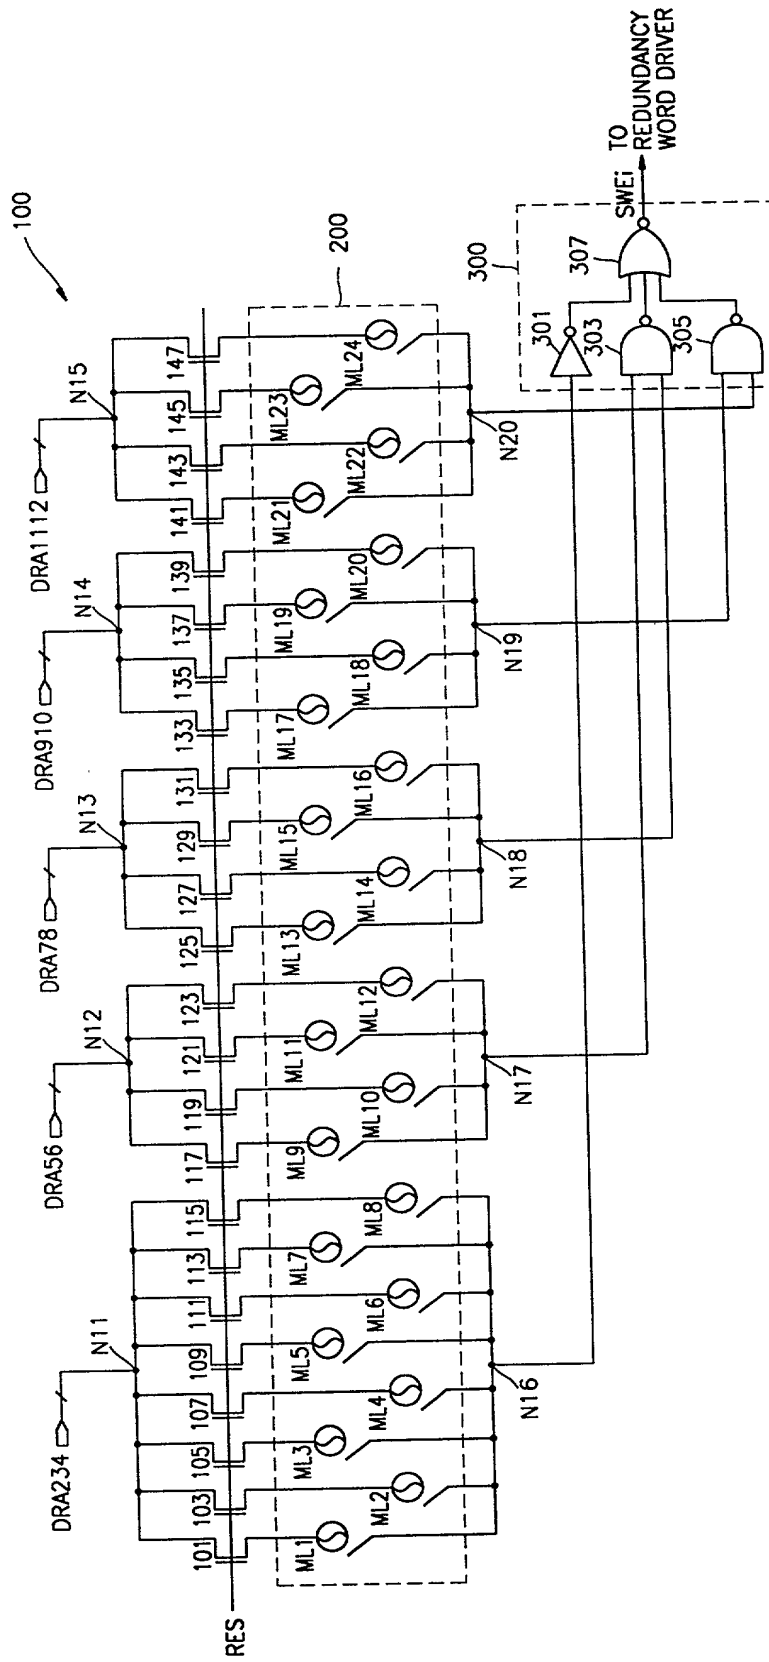 100
DRA234
DRA56
DRA78
DRA910
DRA1112
N11
N12
N13
N14
N15
101
103
105
107
109
111
113
115
117
119
121
123
125
127
129
131
133
135
137
139
141
143
145
147
RES
200
ML1
ML2
ML3
ML4
ML5
ML6
ML7
ML8
ML9
ML10
ML11
ML12
ML13
ML14
ML15
ML16
ML17
ML18
ML19
ML20
ML21
ML22
ML23
ML24
N16
N17
N18
N19
N20
300
301
303
305
307
SWEi
TO
REDUNDANCY
WORD DRIVER